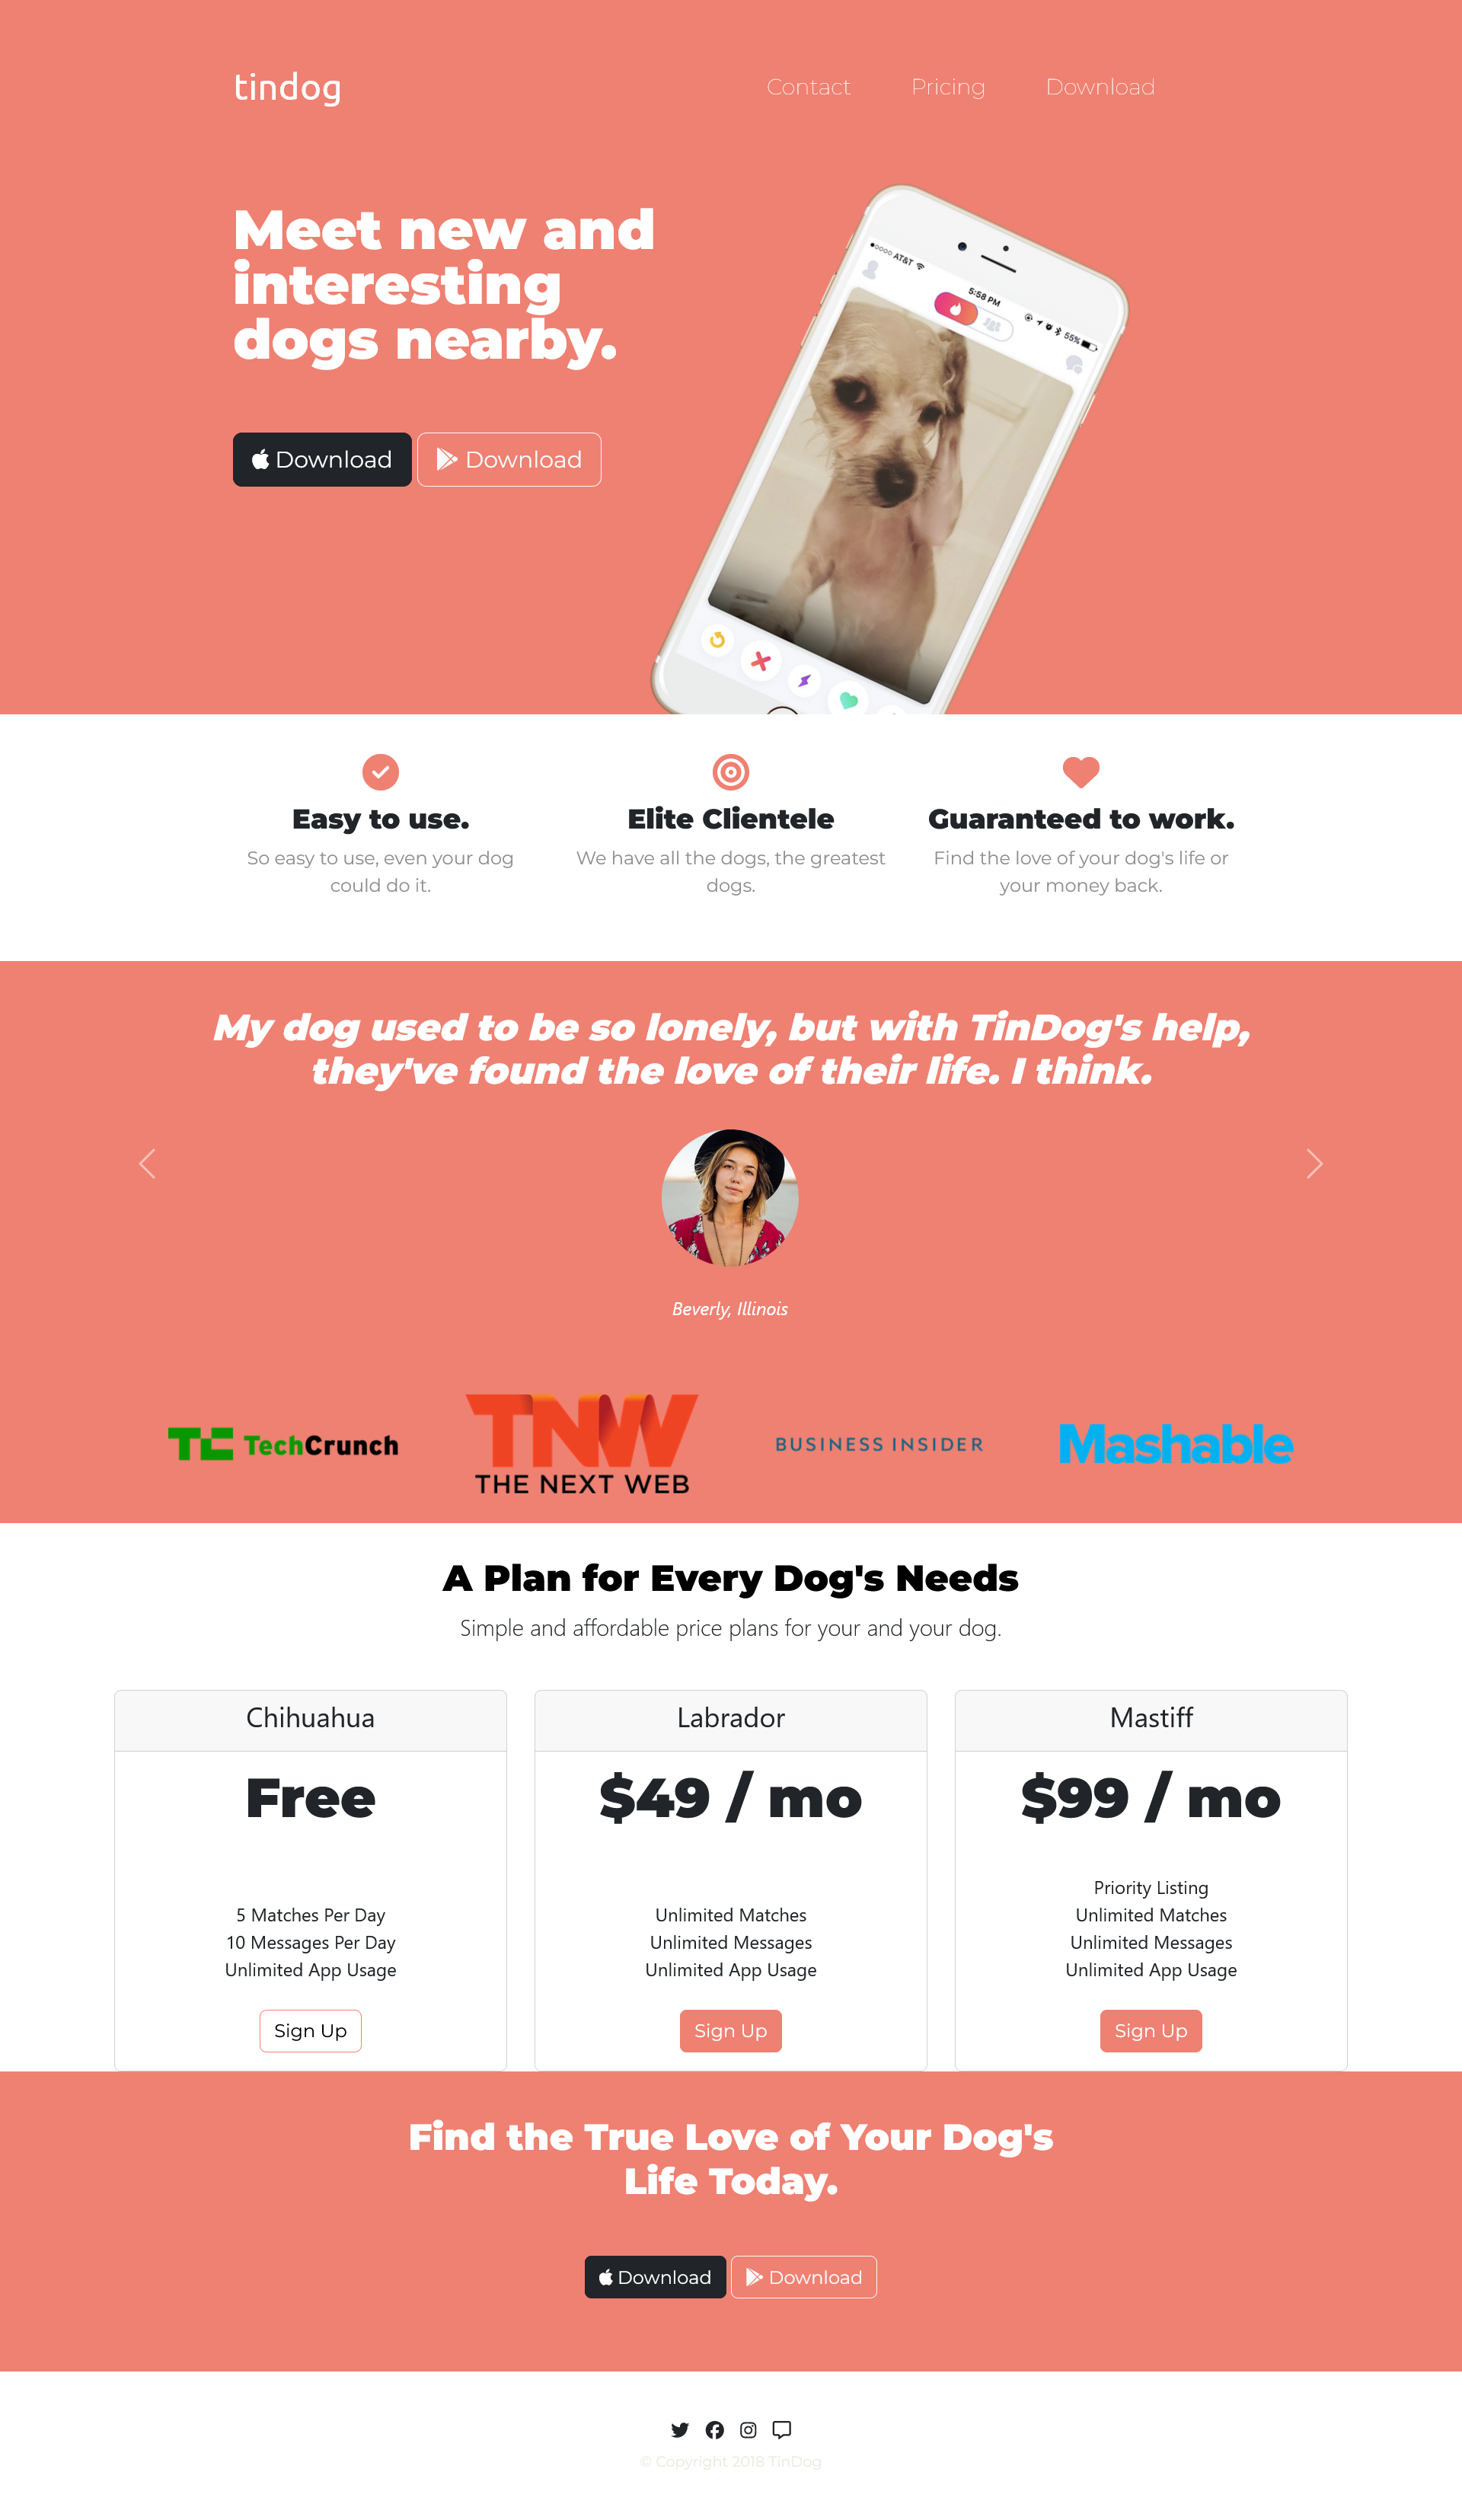 tindog
Contact
Pricing
Download
Meet new and
interesting
dogs nearby.
Download
Download
AT&T
5:58 PM
55%
Easy to use.
So easy to use, even your dog
could do it.
Elite Clientele
We have all the dogs, the greatest
dogs.
Guaranteed to work.
Find the love of your dog's life or
your money back.
My dog used to be so lonely, but with TinDog's help,
they've found the love of their life. I think.
Beverly, Illinois
TC TechCrunch
TNW
THE NEXT WEB
BUSINESS INSIDER
Mashable
A Plan for Every Dog's Needs
Simple and affordable price plans for your and your dog.
Chihuahua
Free
5 Matches Per Day
10 Messages Per Day
Unlimited App Usage
Sign Up
Labrador
$49 / mo
Unlimited Matches
Unlimited Messages
Unlimited App Usage
Sign Up
Mastiff
$99 / mo
Priority Listing
Unlimited Matches
Unlimited Messages
Unlimited App Usage
Sign Up
Find the True Love of Your Dog's
Life Today.
Download
Download
© Copyright 2018 TinDog